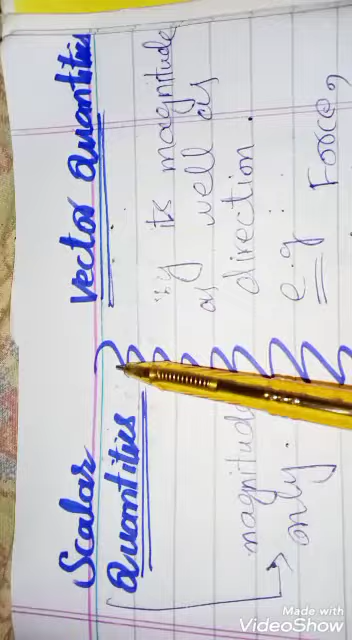 Scalar
Quantities
magnitude
only.
Vector Quantities
its magnitude
as well as
direction.
e.g :
Force,
Made with
VideoShow